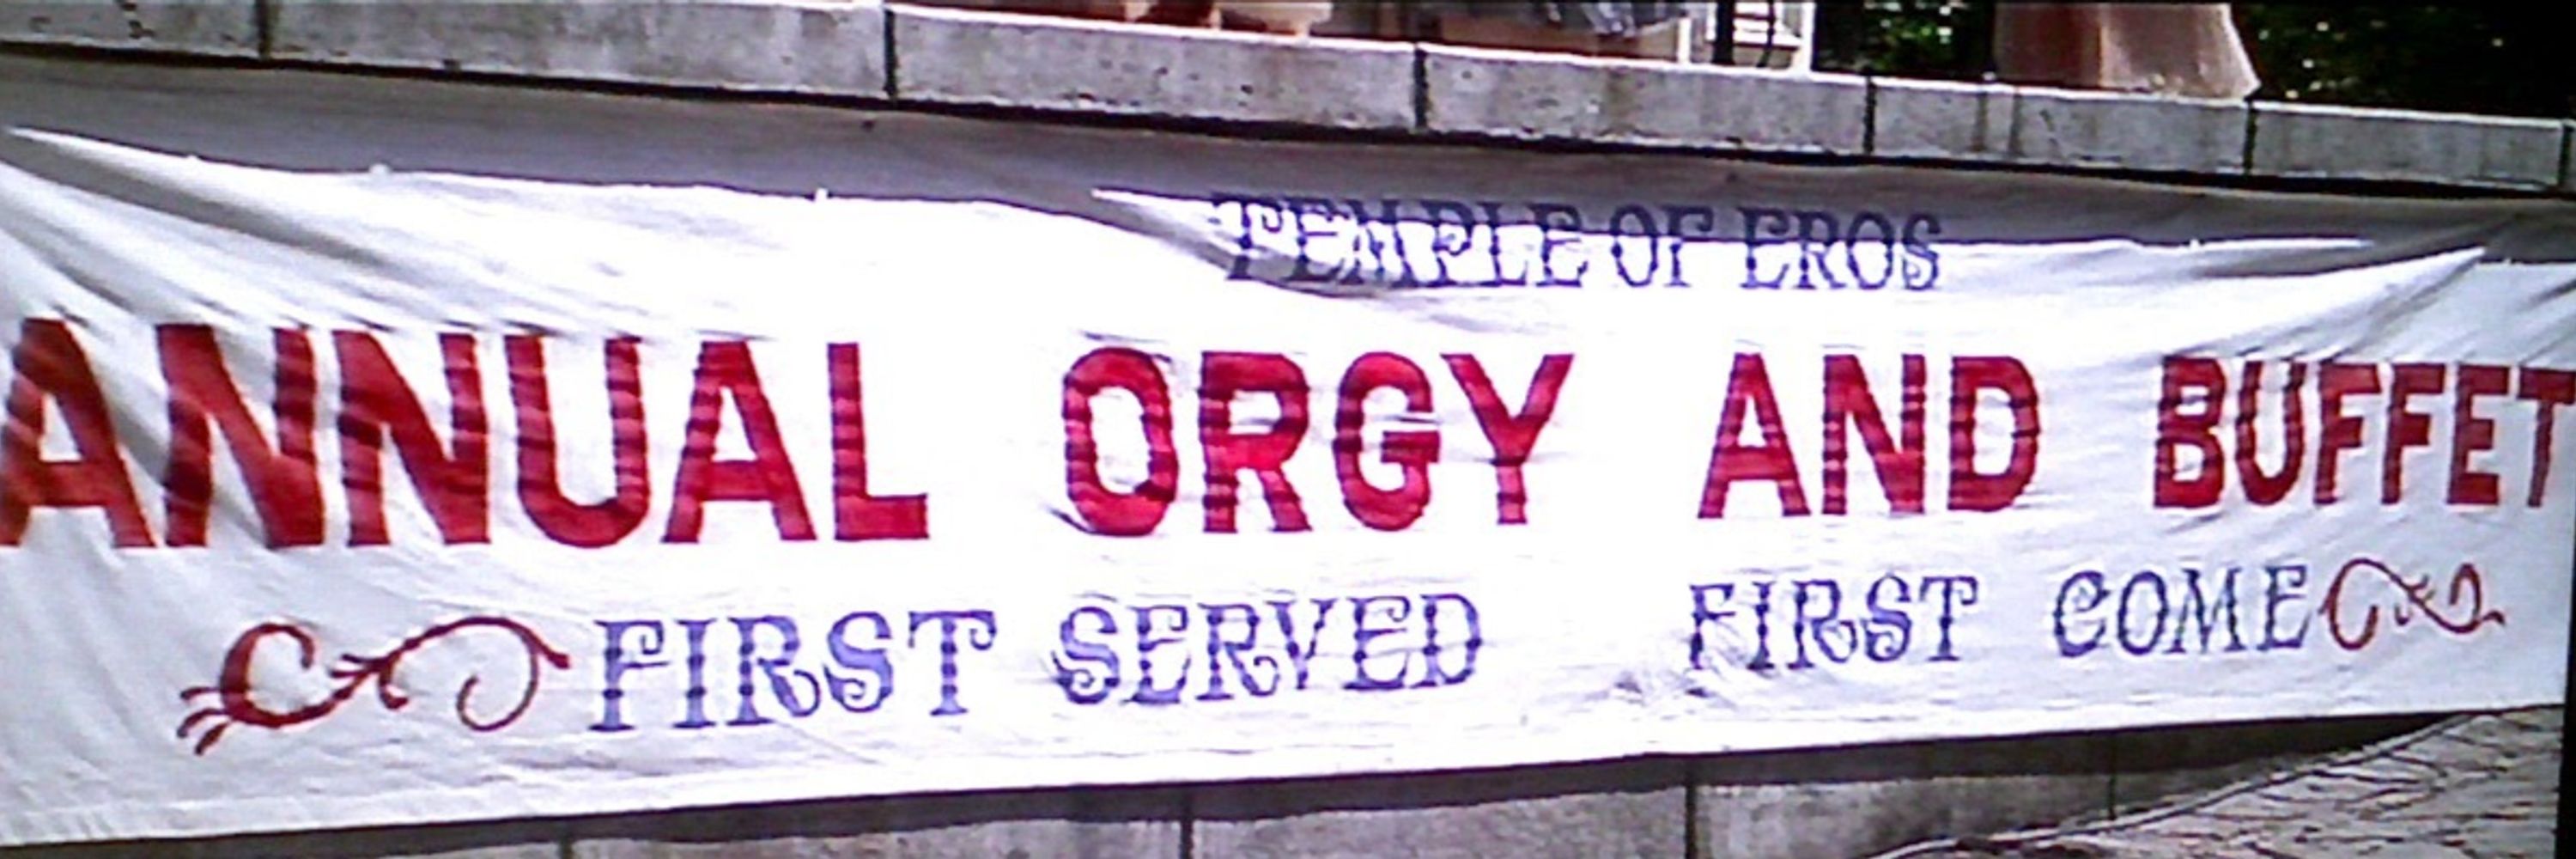 TEMPLE OF EROS
ANNUAL ORGY AND BUFFET
FIRST SERVED FIRST COME